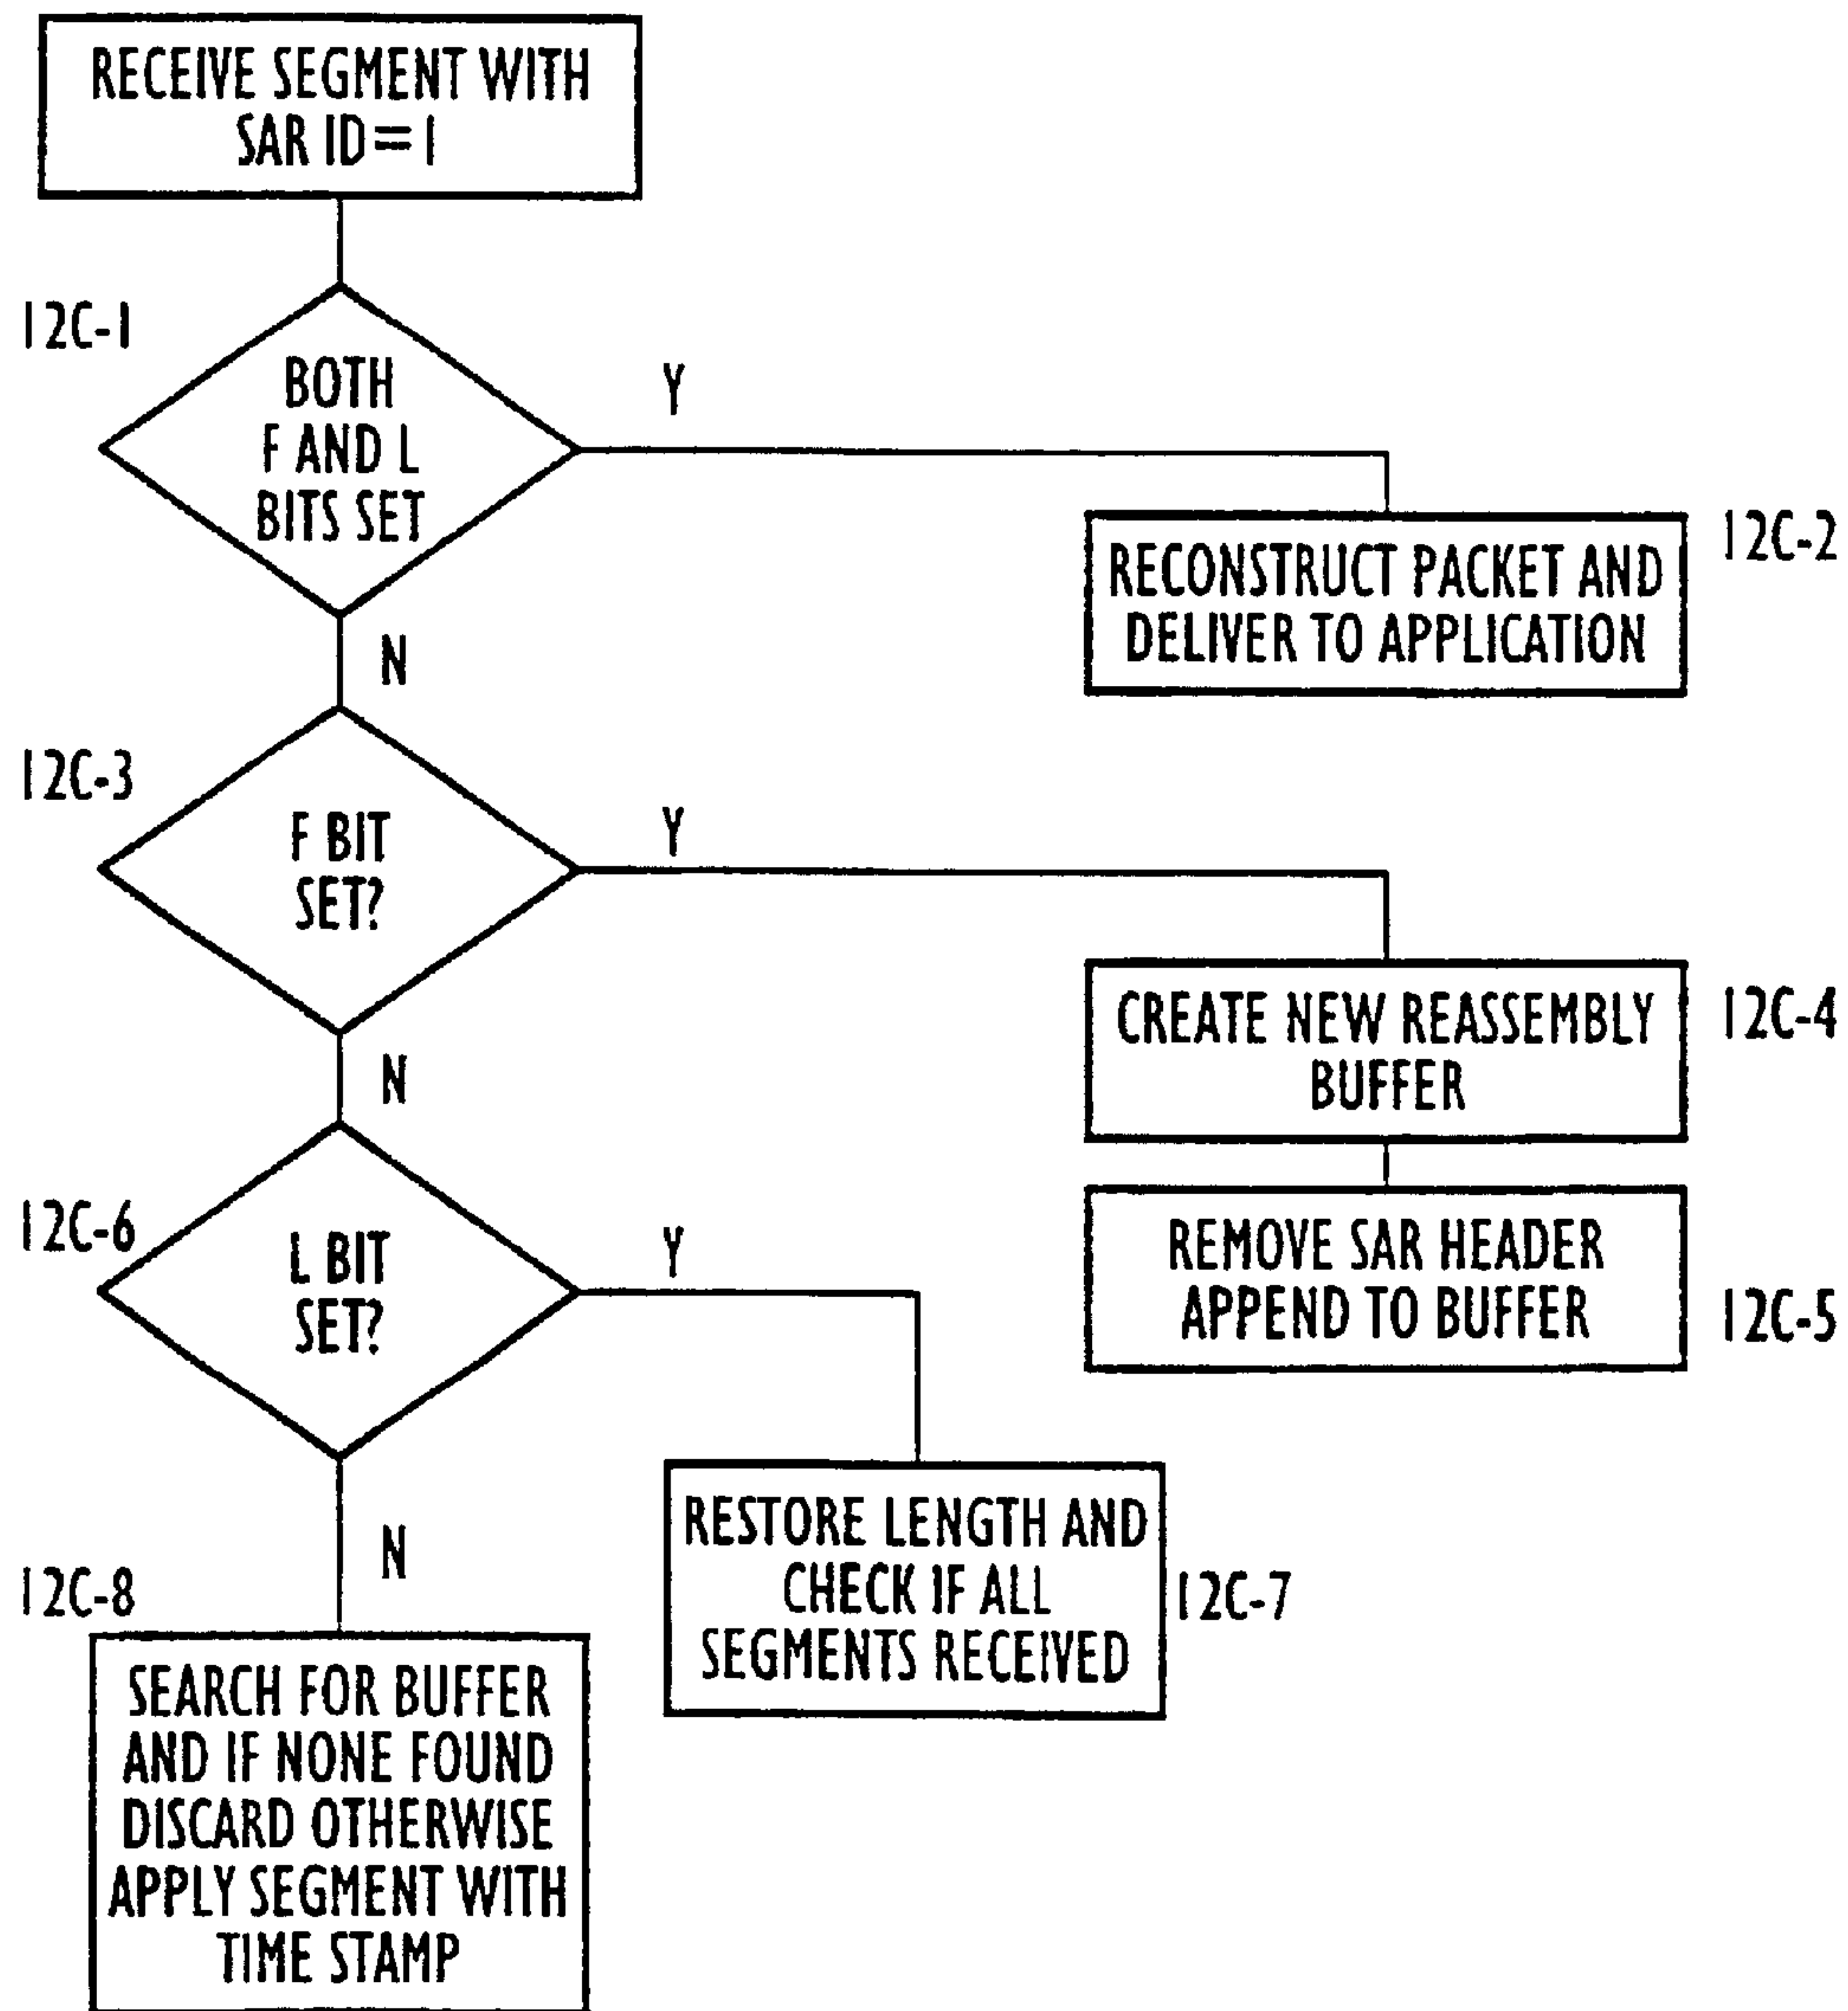 RECEIVE SEGMENT WITH
SAR ID = 1
12C-1
BOTH
F AND L
BITS SET
Y
12C-2
RECONSTRUCT PACKET AND
DELIVER TO APPLICATION
N
12C-3
F BIT
SET?
Y
CREATE NEW REASSEMBLY
BUFFER
12C-4
N
REMOVE SAR HEADER
APPEND TO BUFFER
12C-5
12C-6
L BIT
SET?
Y
RESTORE LENGTH AND
CHECK IF ALL
SEGMENTS RECEIVED
12C-7
N
12C-8
SEARCH FOR BUFFER
AND IF NONE FOUND
DISCARD OTHERWISE
APPLY SEGMENT WITH
TIME STAMP